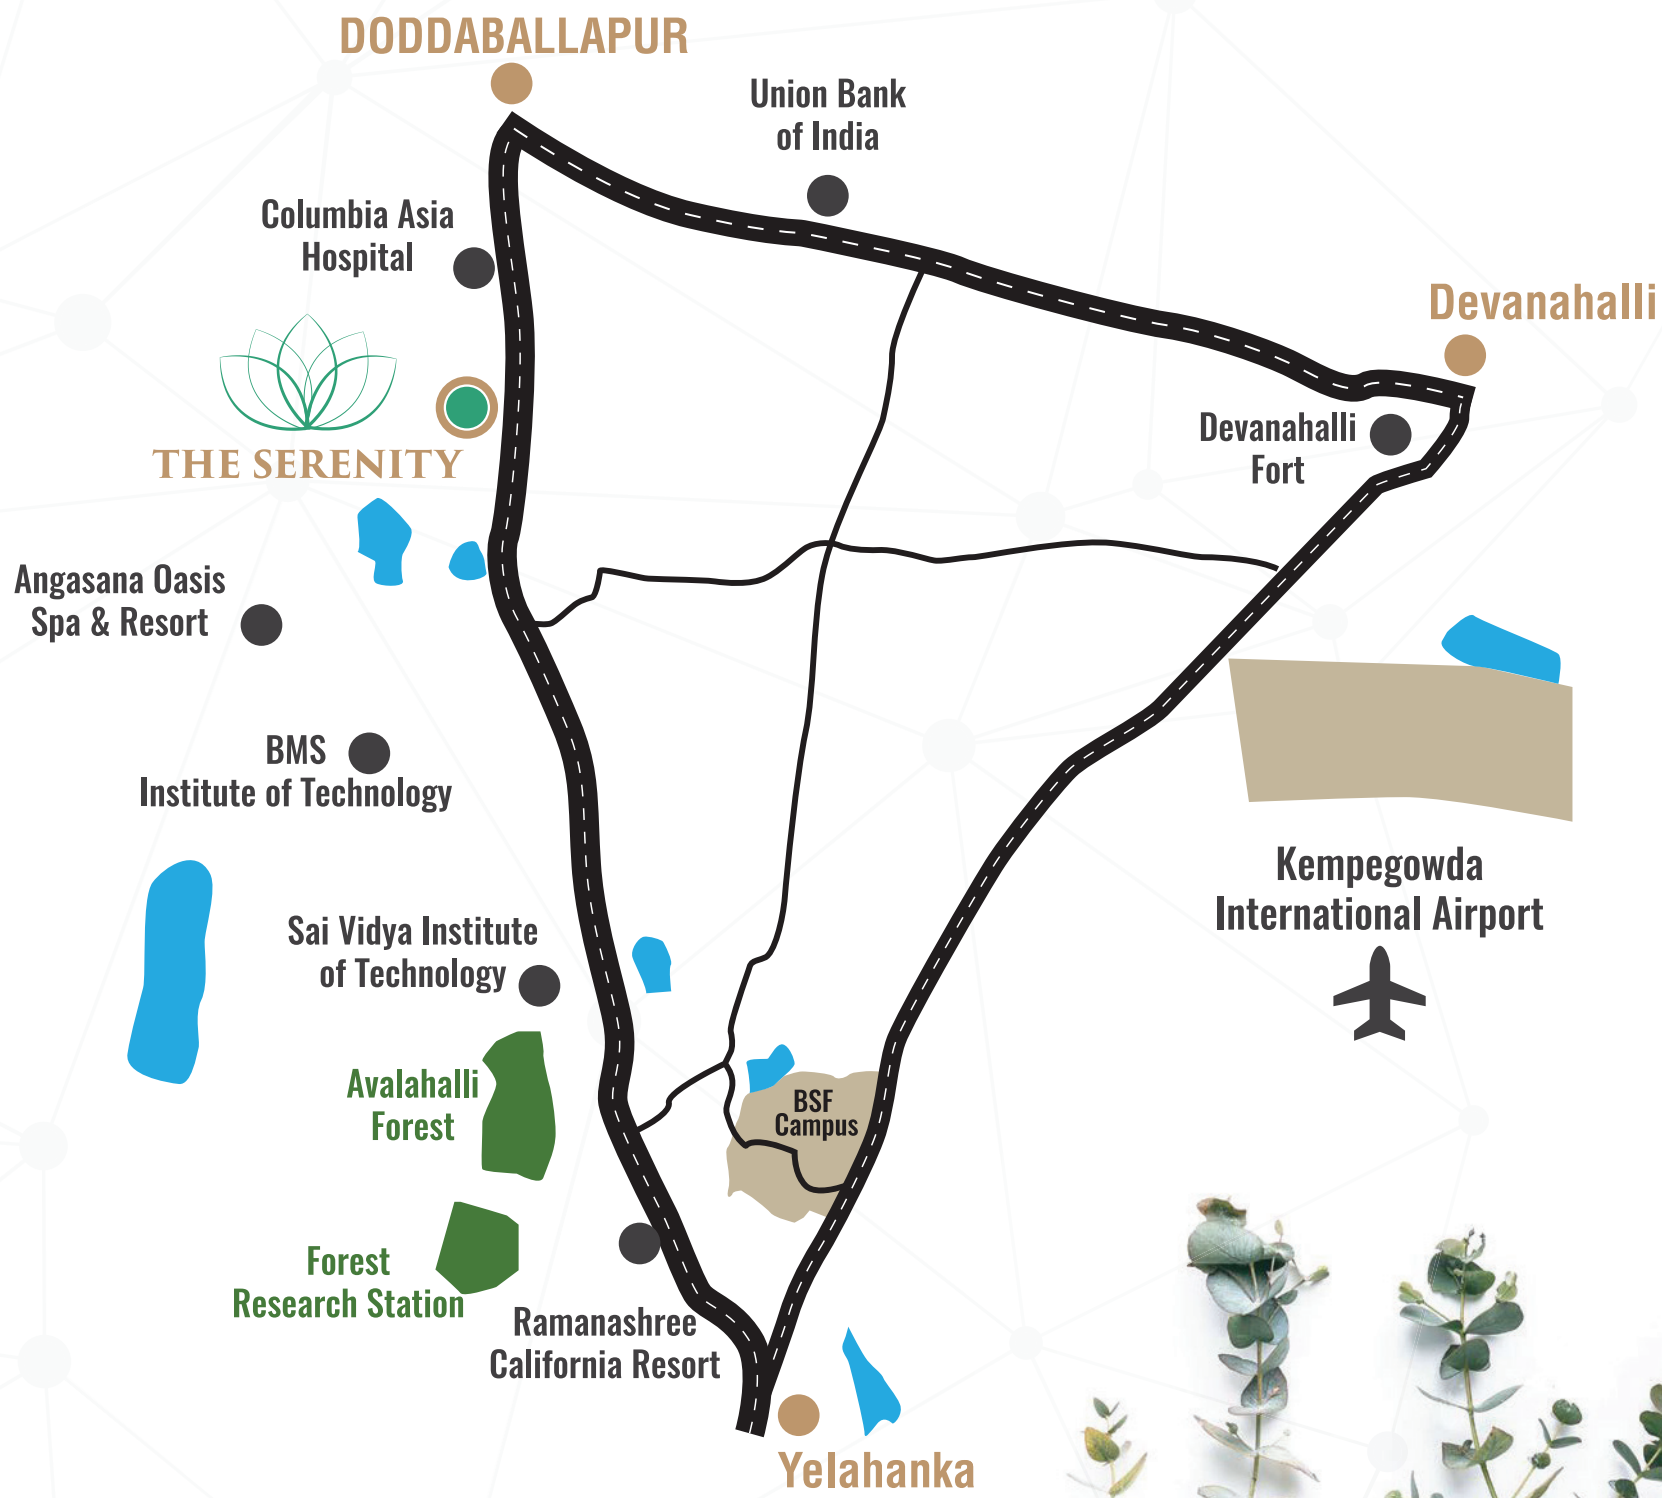 DODDABALLAPUR
Union Bank
of India
Columbia Asia
Hospital
Devanahalli
THE SERENITY
Devanahalli
Fort
Angasana Oasis
Spa & Resort
BMS
Institute of Technology
Kempegowda
International Airport
Sai Vidya Institute
of Technology
Avalahalli
Forest
BSF
Campus
Forest
Research Station
Ramanashree
California Resort
Yelahanka